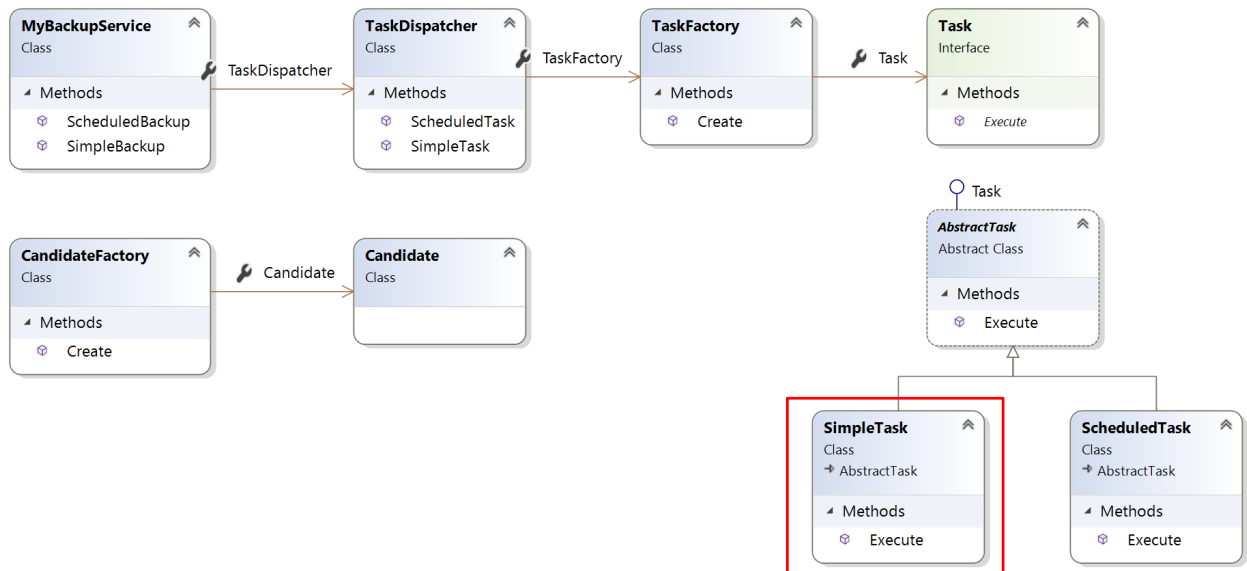 MyBackupService
Class
Methods
ScheduledBackup
SimpleBackup
TaskDispatcher
TaskDispatcher
Class
Methods
ScheduledTask
SimpleTask
TaskFactory
TaskFactory
Class
Methods
Create
Task
Task
Interface
Methods
Execute
CandidateFactory
Class
Methods
Create
Candidate
Candidate
Class
Task
AbstractTask
Abstract Class
Methods
Execute
SimpleTask
Class
AbstractTask
Methods
Execute
ScheduledTask
Class
AbstractTask
Methods
Execute